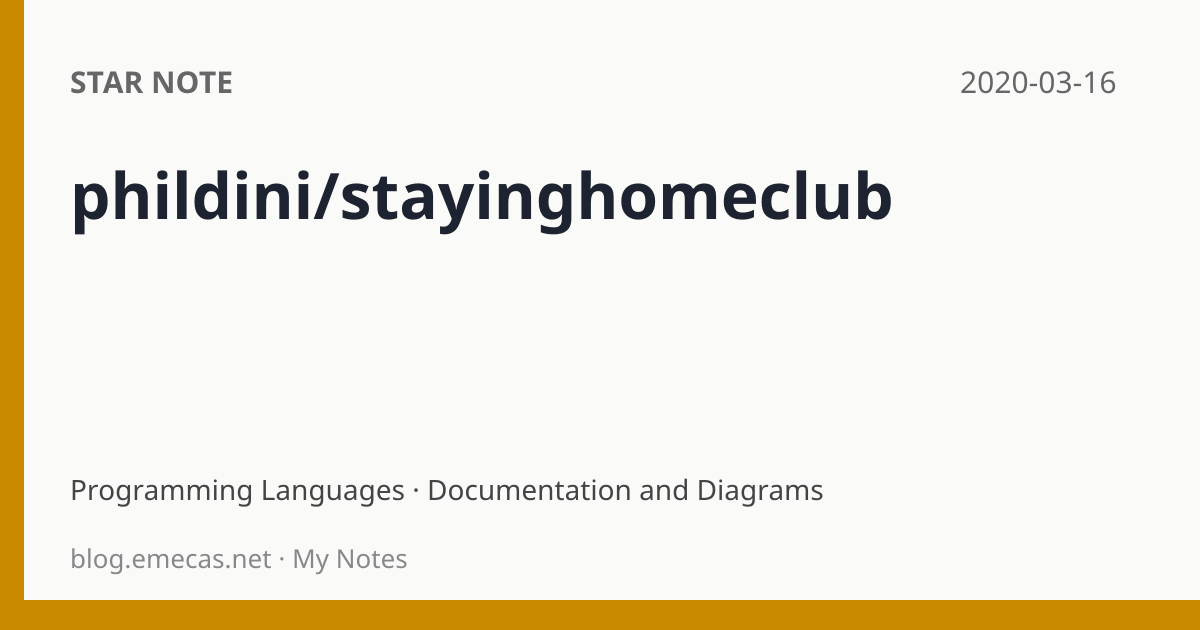 STAR NOTE 2020-03-16
phildini/stayinghomeclub
Programming Languages · Documentation and Diagrams
blog.emecas.net · My Notes